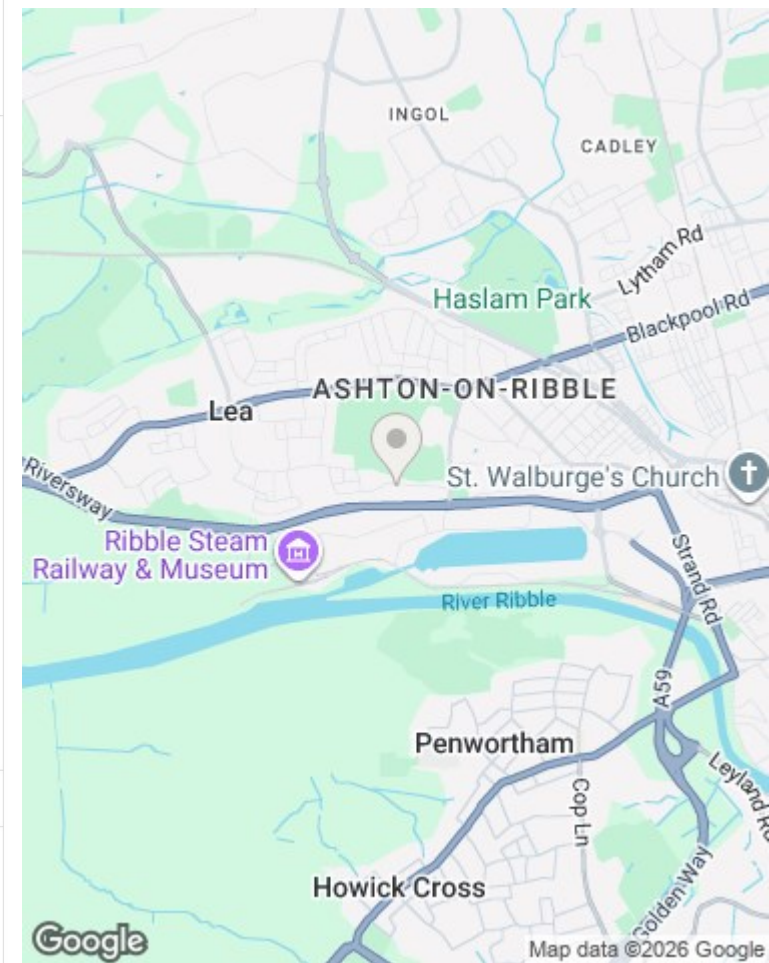 INGOL
CADLEY
Lytham Rd
Haslam Park
Blackpool Rd
ASHTON-ON-RIBBLE
Lea
Riversway
St. Walburge's Church
Ribble Steam
Railway & Museum
Strand Rd
River Ribble
A59
Penwortham
Leyland Rd
Cop Ln
Howick Cross
Golden Way
Google
Map data ©2026 Google